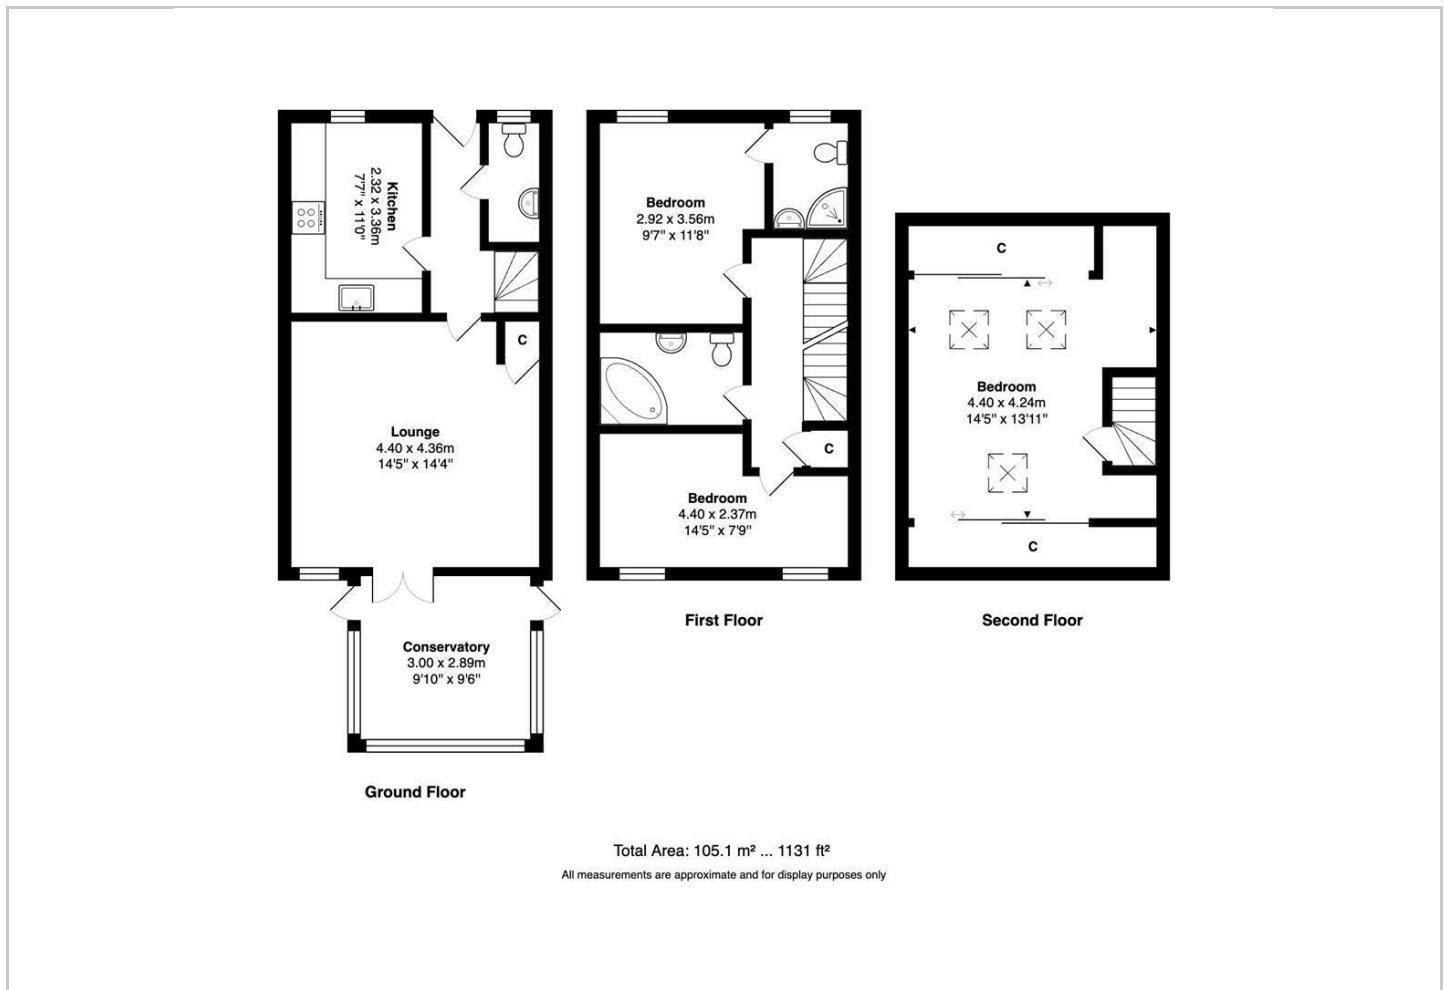 Kitchen
2.32 x 3.36m
7'7" x 11'0"
C
Lounge
4.40 x 4.36m
14'5" x 14'4"
Conservatory
3.00 x 2.89m
9'10" x 9'6"
Ground Floor
Bedroom
2.92 x 3.56m
9'7" x 11'8"
C
Bedroom
4.40 x 2.37m
14'5" x 7'9"
First Floor
C
Bedroom
4.40 x 4.24m
14'5" x 13'11"
C
Second Floor
Total Area: 105.1 m² ... 1131 ft²
All measurements are approximate and for display purposes only